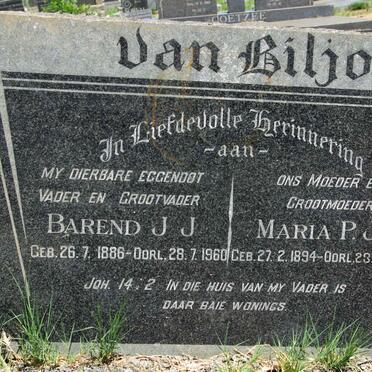 COETZEE
Van Biljo
In Liefdevolle Herinnering
-aan-
MY DIERBARE EGGENOOT
VADER EN GROOTVADER
BAREND J J
GEB. 26.7.1886-OORL. 28.7.1960
ONS MOEDER E
GROOTMOEDER
MARIA P. J
GEB. 27.2.1894-OORL. 23.
JOH. 14:2 IN DIE HUIS VAN MY VADER IS
DAAR BAIE WONINGS.